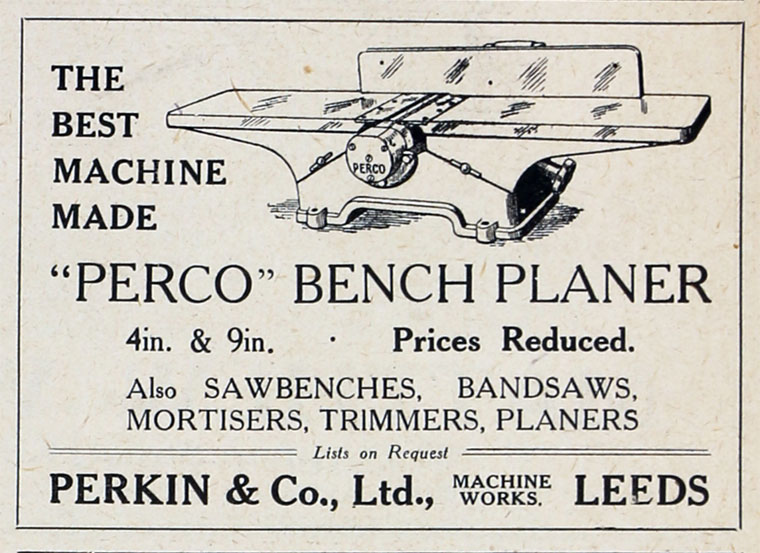 THE
BEST
MACHINE
MADE
PERCO
“PERCO” BENCH PLANER
4in. & 9in. · Prices Reduced.
Also SAWBENCHES, BANDSAWS,
MORTISERS, TRIMMERS, PLANERS
Lists on Request
PERKIN & Co., Ltd., MACHINE WORKS. LEEDS